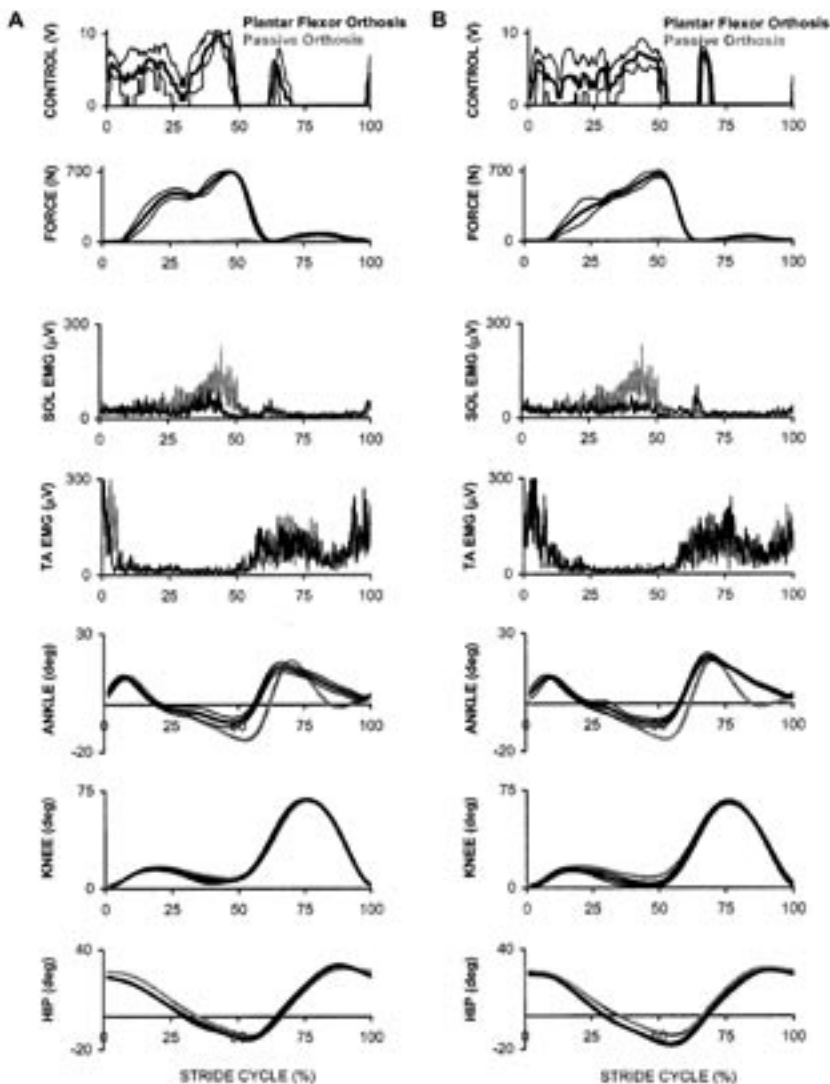 A
Plantar Flexor Orthosis
Passive Orthosis
CONTROL (V)
10
0
0 25 50 75 100
FORCE (N)
700
0
0 25 50 75 100
SOL EMG (μV)
300
0
0 25 50 75 100
TA EMG (μV)
300
0
0 25 50 75 100
ANKLE (deg)
30
-20
0 25 50 75 100
KNEE (deg)
75
0
0 25 50 75 100
HIP (deg)
40
-20
0 25 50 75 100
STRIDE CYCLE (%)
B
Plantar Flexor Orthosis
Passive Orthosis
CONTROL (V)
10
0
0 25 50 75 100
FORCE (N)
700
0
0 25 50 75 100
SOL EMG (μV)
300
0
0 25 50 75 100
TA EMG (μV)
300
0
0 25 50 75 100
ANKLE (deg)
30
-20
0 25 50 75 100
KNEE (deg)
75
0
0 25 50 75 100
HIP (deg)
40
-20
0 25 50 75 100
STRIDE CYCLE (%)